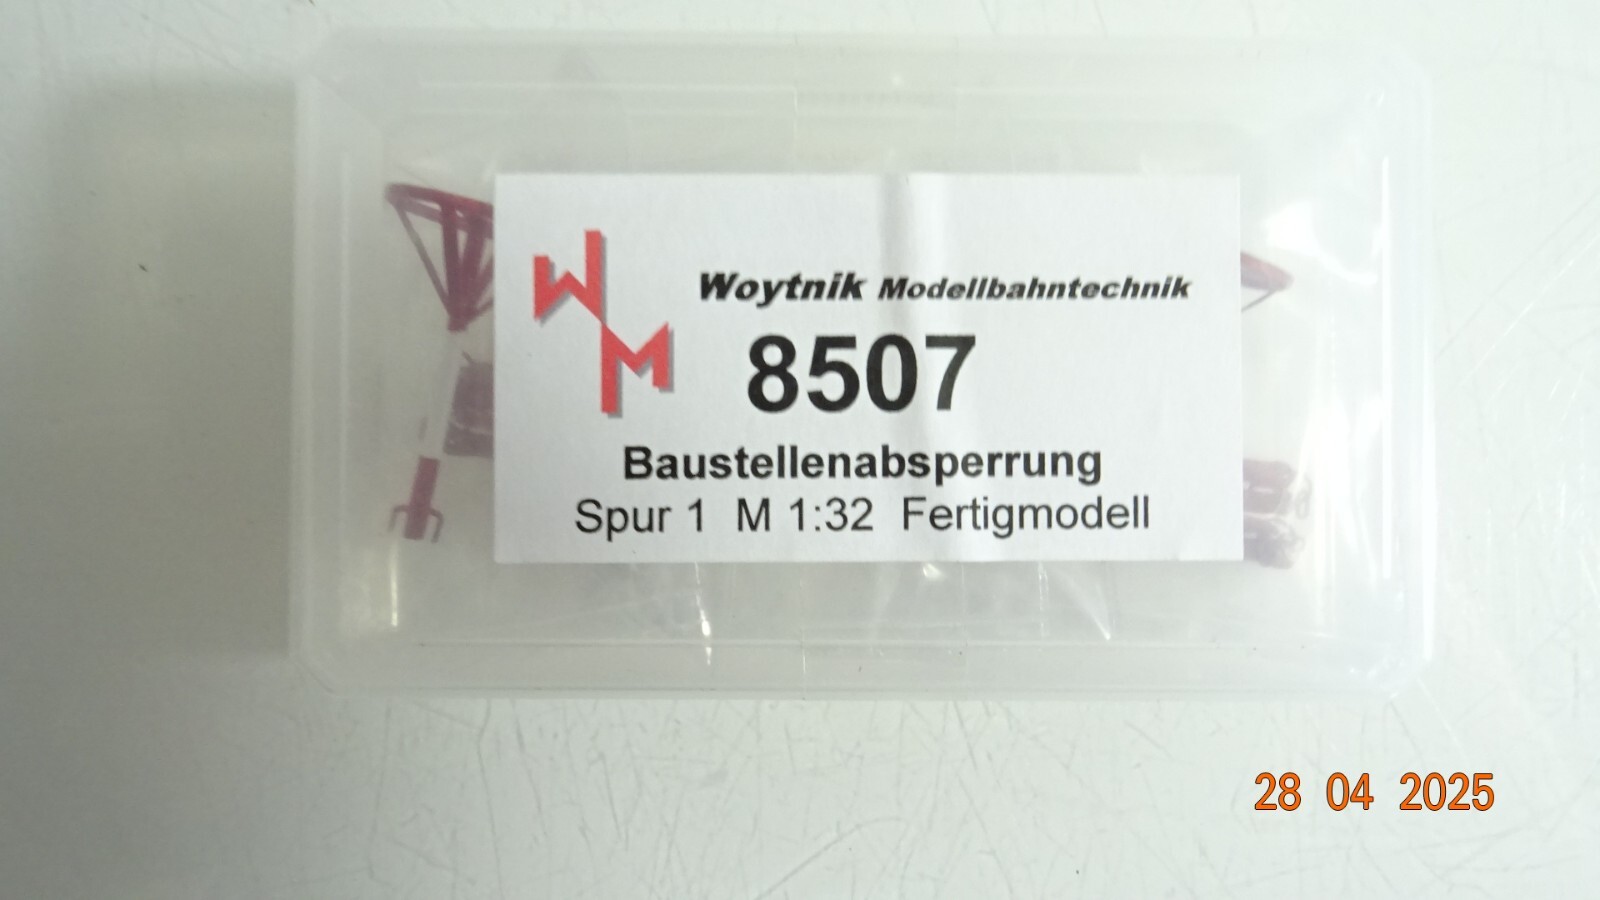 WM
Woytnik Modellbahntechnik
8507
Baustellenabsperrung
Spur 1 M 1:32 Fertigmodell
28 04 2025